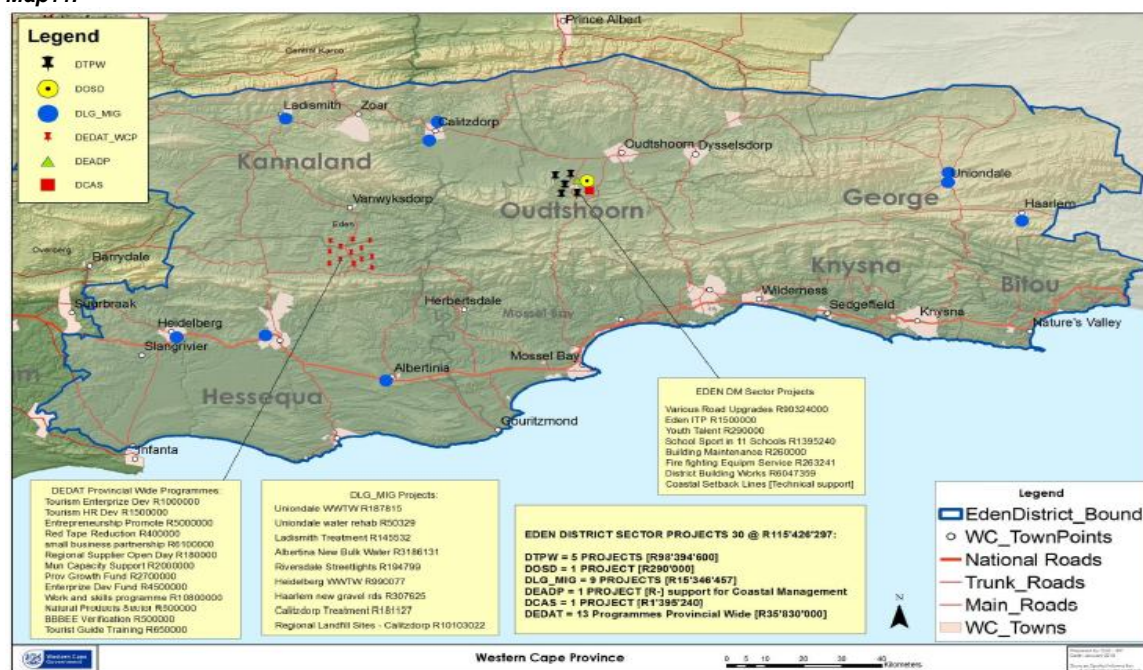 Legend
DTPW
DOSD
DLG_MIG
DEDAT_WCP
DEADP
DCAS
Prince Albert
Central Karoo
Ladismith
Zoar
Calitzdorp
Kannaland
Oudtshoorn
Dysselsdorp
Uniondale
Vanwyksdorp
Oudtshoorn
George
Haarlem
Eden
Overberg
Barrydale
Knysna
Bitou
Suurbraak
Herbertsdale
Wilderness
Mossel Bay
Sedgefield
Knysna
Heidelberg
Nature's Valley
Slangrivier
Mossel Bay
Albertinia
Hessequa
Gouritzmond
Infanta
EDEN DM Sector Projects
Various Road Upgrades R90324000
Eden ITP R1500000
Youth Talent R290000
School Sport in 11 Schools R1395240
Building Maintenance R260000
Fire fighting Equipm Service R263241
District Building Works R6047359
Coastal Setback Lines [Technical support]
DEDAT Provincial Wide Programmes:
Tourism Enterprize Dev R1000000
Tourism HR Dev R1500000
Entrepreneurship Promote R5000000
Red Tape Reduction R400000
small business partnership R6100000
Regional Supplier Open Day R180000
Mun Capacity Support R2000000
Prov Growth Fund R2700000
Enterprize Dev Fund R4500000
Work and skills programme R10800000
Natural Products Sector R500000
BBBEE Verification R500000
Tourist Guide Training R650000
DLG_MIG Projects:
Uniondale WWTW R187815
Uniondale water rehab R50329
Ladismith Treatment R145532
Albertina New Bulk Water R3186131
Riversdale Streetlights R194799
Heidelberg WWTW R990077
Haarlem new gravel rds R307625
Calitzdorp Treatment R181127
Regional Landfill Sites - Calitzdorp R10103022
EDEN DISTRICT SECTOR PROJECTS 30 @ R115'426'297:
DTPW = 5 PROJECTS [R98'394'600]
DOSD = 1 PROJECT [R290'000]
DLG_MIG = 9 PROJECTS [R15'346'457]
DEADP = 1 PROJECT [R-] support for Coastal Management
DCAS = 1 PROJECT [R1'395'240]
DEDAT = 13 Programmes Provincial Wide [R35'830'000]
Legend
EdenDistrict_Bound
WC_TownPoints
National Roads
Trunk_Roads
Main_Roads
WC_Towns
N
Western Cape
Government
Western Cape Province
0 5 10 20 30 40
Kilometers